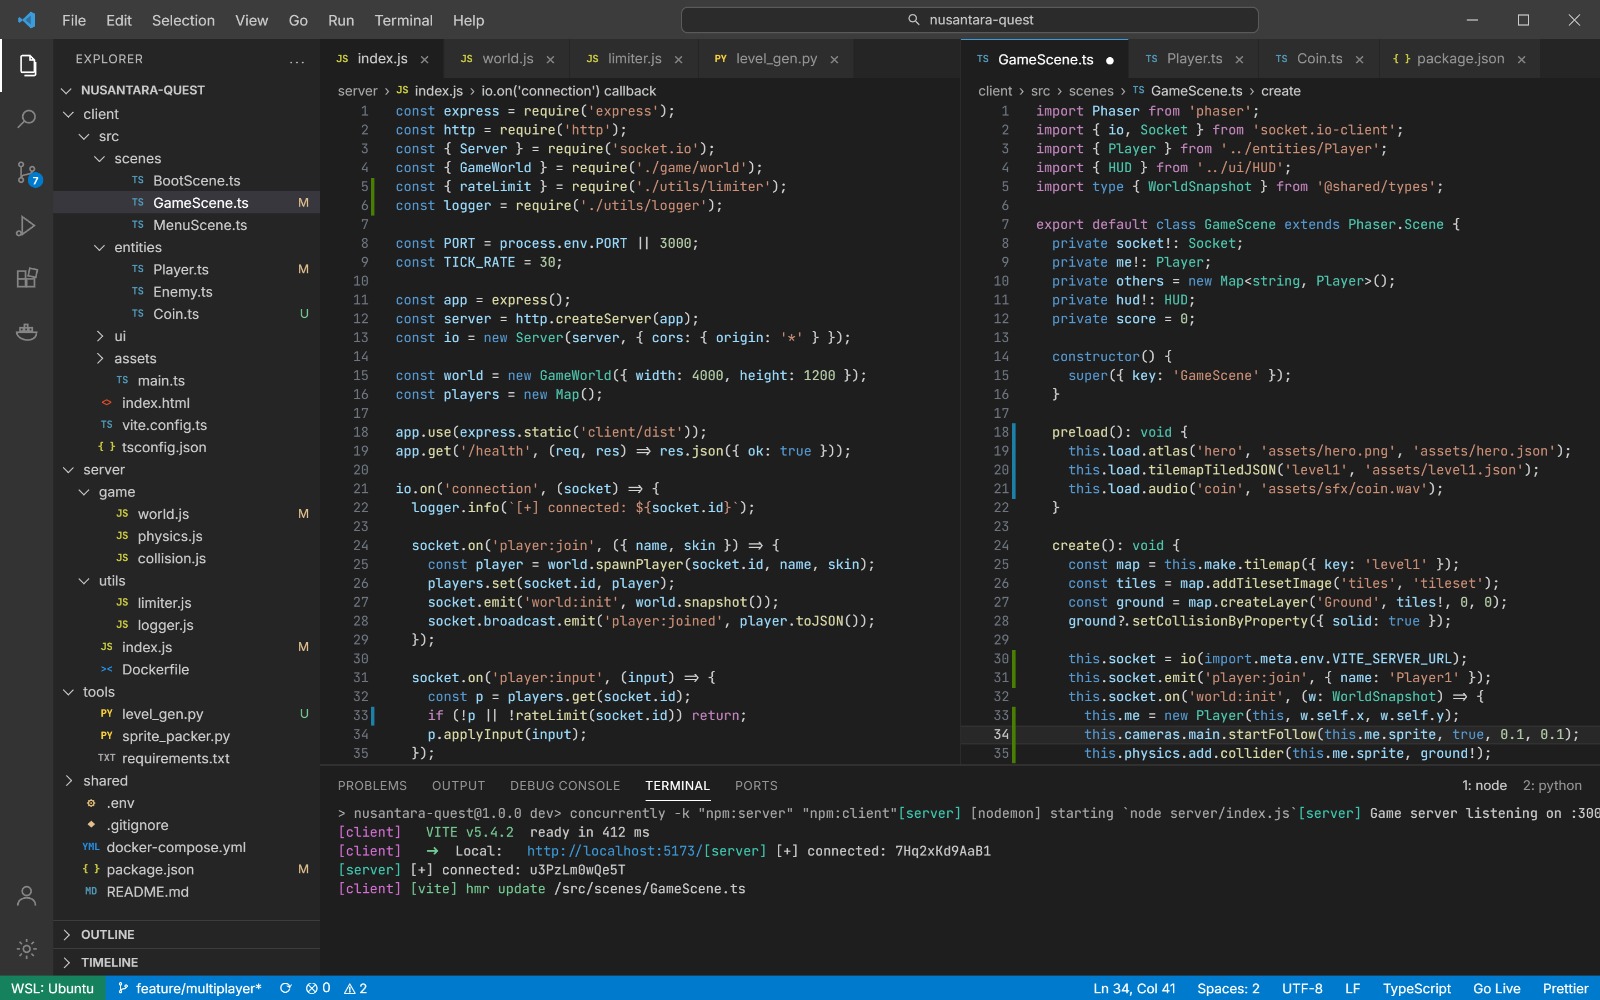 File Edit Selection View Go Run Terminal Help
nusantara-quest
EXPLORER
...
NUSANTARA-QUEST
client
src
scenes
TS BootScene.ts
TS GameScene.ts M
TS MenuScene.ts
entities
TS Player.ts M
TS Enemy.ts
TS Coin.ts U
ui
assets
TS main.ts
<> index.html
TS vite.config.ts
{ } tsconfig.json
server
game
JS world.js M
JS physics.js
JS collision.js
utils
JS limiter.js
JS logger.js
JS index.js M
>< Dockerfile
tools
PY level_gen.py U
PY sprite_packer.py
TXT requirements.txt
shared
.env
.gitignore
YML docker-compose.yml
{ } package.json M
MD README.md
OUTLINE
TIMELINE
7
JS index.js × JS world.js × JS limiter.js × PY level_gen.py ×
server › JS index.js › io.on('connection') callback
1 const express = require('express');
2 const http = require('http');
3 const { Server } = require('socket.io');
4 const { GameWorld } = require('./game/world');
5 const { rateLimit } = require('./utils/limiter');
6 const logger = require('./utils/logger');
7
8 const PORT = process.env.PORT || 3000;
9 const TICK_RATE = 30;
10
11 const app = express();
12 const server = http.createServer(app);
13 const io = new Server(server, { cors: { origin: '*' } });
14
15 const world = new GameWorld({ width: 4000, height: 1200 });
16 const players = new Map();
17
18 app.use(express.static('client/dist'));
19 app.get('/health', (req, res) => res.json({ ok: true }));
20
21 io.on('connection', (socket) => {
22 logger.info(`[+] connected: ${socket.id}`);
23
24 socket.on('player:join', ({ name, skin }) => {
25 const player = world.spawnPlayer(socket.id, name, skin);
26 players.set(socket.id, player);
27 socket.emit('world:init', world.snapshot());
28 socket.broadcast.emit('player:joined', player.toJSON());
29 });
30
31 socket.on('player:input', (input) => {
32 const p = players.get(socket.id);
33 if (!p || !rateLimit(socket.id)) return;
34 p.applyInput(input);
35 });
TS GameScene.ts ● TS Player.ts × TS Coin.ts × { } package.json ×
client › src › scenes › TS GameScene.ts › create
1 import Phaser from 'phaser';
2 import { io, Socket } from 'socket.io-client';
3 import { Player } from '../entities/Player';
4 import { HUD } from '../ui/HUD';
5 import type { WorldSnapshot } from '@shared/types';
6
7 export default class GameScene extends Phaser.Scene {
8 private socket!: Socket;
9 private me!: Player;
10 private others = new Map<string, Player>();
11 private hud!: HUD;
12 private score = 0;
13
14 constructor() {
15 super({ key: 'GameScene' });
16 }
17
18 preload(): void {
19 this.load.atlas('hero', 'assets/hero.png', 'assets/hero.json');
20 this.load.tilemapTiledJSON('level1', 'assets/level1.json');
21 this.load.audio('coin', 'assets/sfx/coin.wav');
22 }
23
24 create(): void {
25 const map = this.make.tilemap({ key: 'level1' });
26 const tiles = map.addTilesetImage('tiles', 'tileset');
27 const ground = map.createLayer('Ground', tiles!, 0, 0);
28 ground?.setCollisionByProperty({ solid: true });
29
30 this.socket = io(import.meta.env.VITE_SERVER_URL);
31 this.socket.emit('player:join', { name: 'Player1' });
32 this.socket.on('world:init', (w: WorldSnapshot) => {
33 this.me = new Player(this, w.self.x, w.self.y);
34 this.cameras.main.startFollow(this.me.sprite, true, 0.1, 0.1);
35 this.physics.add.collider(this.me.sprite, ground!);
PROBLEMS OUTPUT DEBUG CONSOLE TERMINAL PORTS 1: node 2: python
> nusantara-quest@1.0.0 dev> concurrently -k "npm:server" "npm:client"[server] [nodemon] starting `node server/index.js`[server] Game server listening on :300
[client] VITE v5.4.2 ready in 412 ms
[client] ➜ Local: http://localhost:5173/[server] [+] connected: 7Hq2xKd9AaB1
[server] [+] connected: u3PzLm0wQe5T
[client] [vite] hmr update /src/scenes/GameScene.ts
WSL: Ubuntu feature/multiplayer* 0 2 Ln 34, Col 41 Spaces: 2 UTF-8 LF TypeScript Go Live Prettier